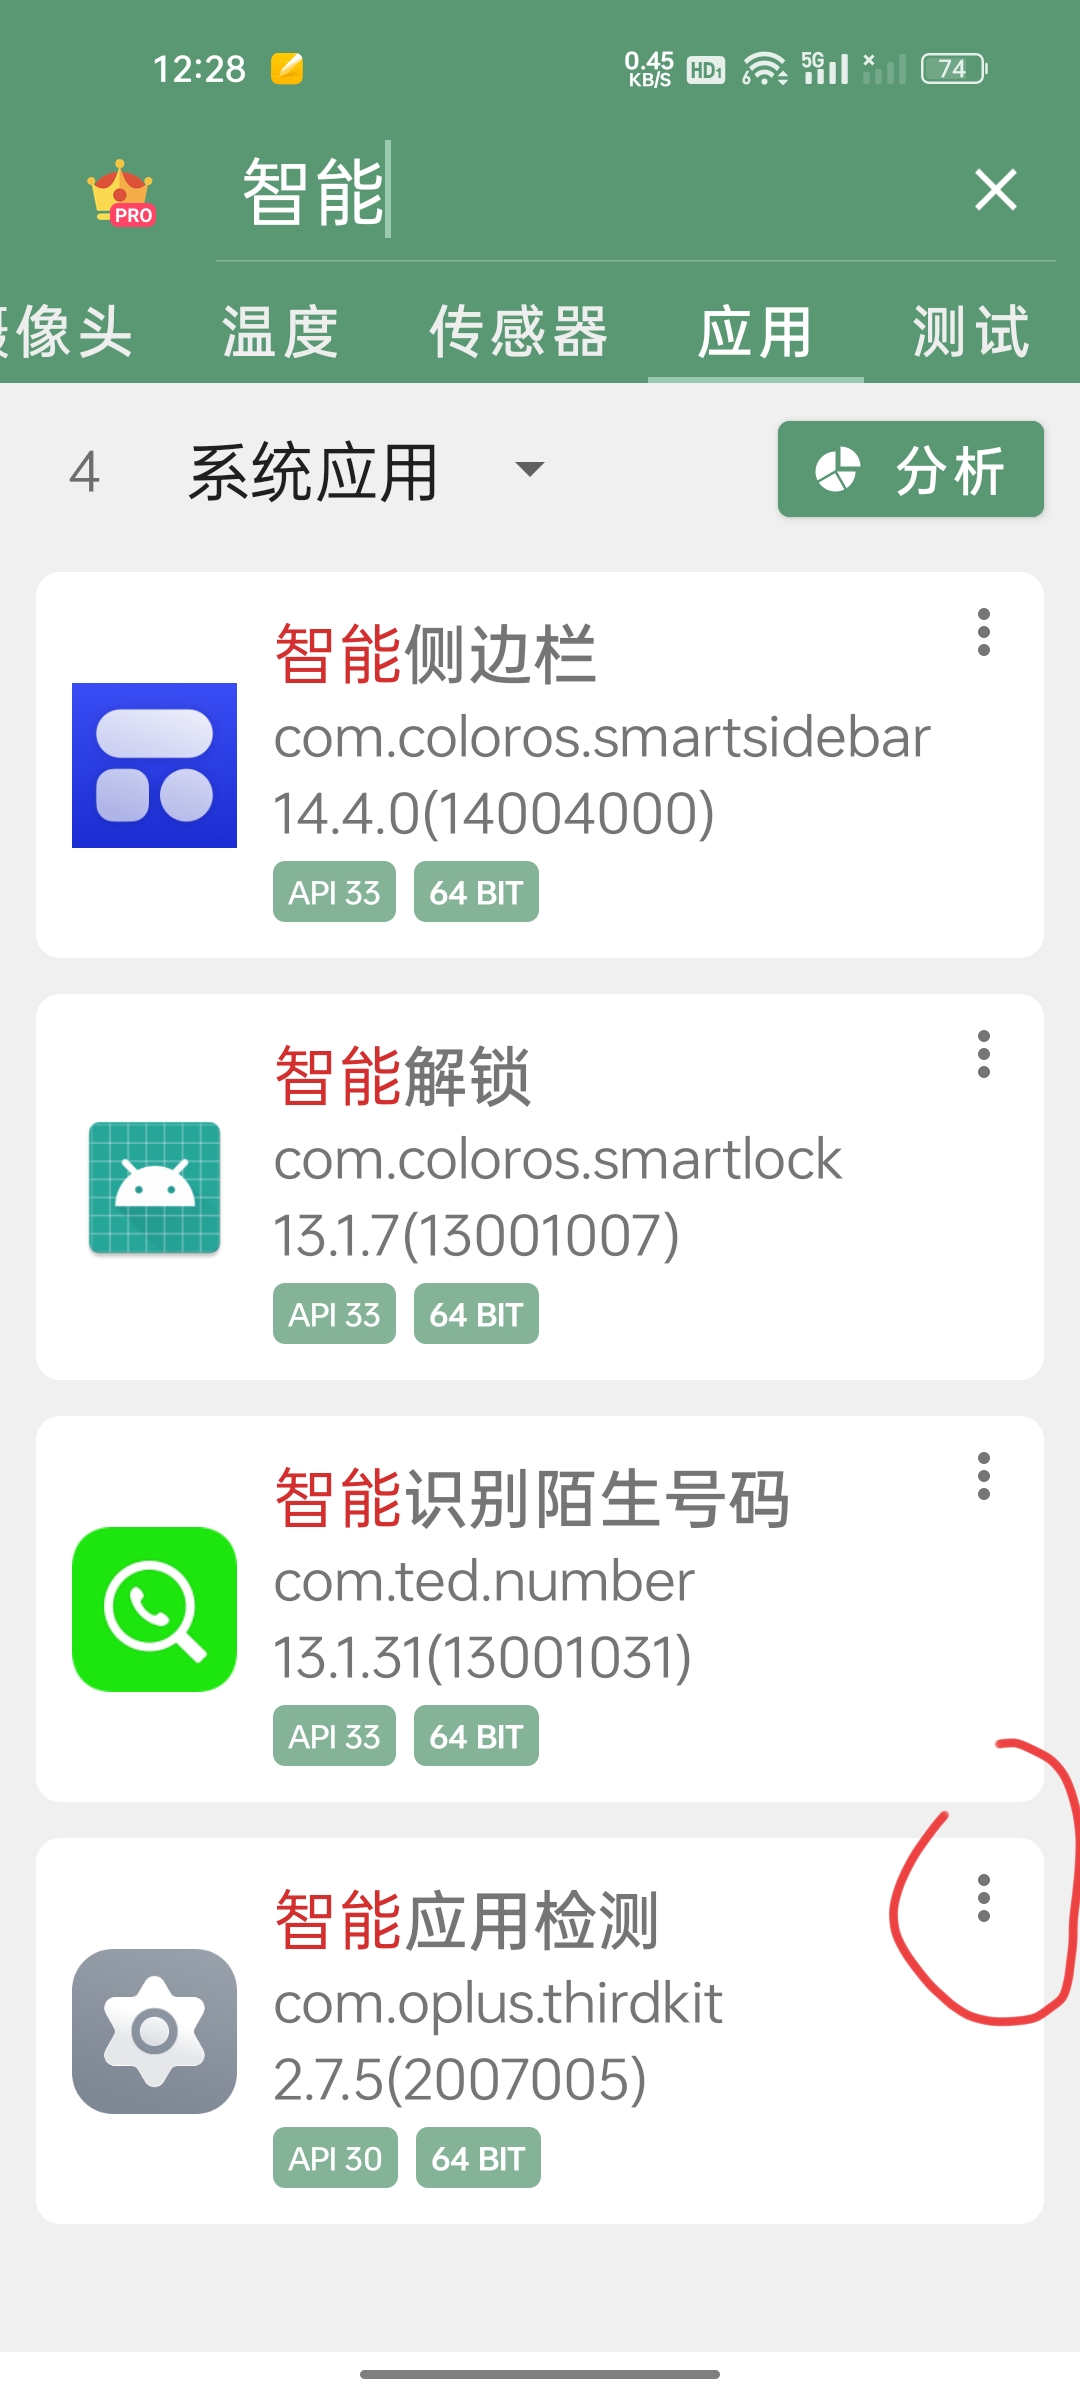 12:28
0.45
KB/S
HD1
6
5G
74
PRO
智能
像头
温度
传感器
应用
测试
4
系统应用
分析
智能侧边栏
com.coloros.smartsidebar
14.4.0(14004000)
API 33
64 BIT
智能解锁
com.coloros.smartlock
13.1.7(13001007)
API 33
64 BIT
智能识别陌生号码
com.ted.number
13.1.31(13001031)
API 33
64 BIT
智能应用检测
com.oplus.thirdkit
2.7.5(2007005)
API 30
64 BIT